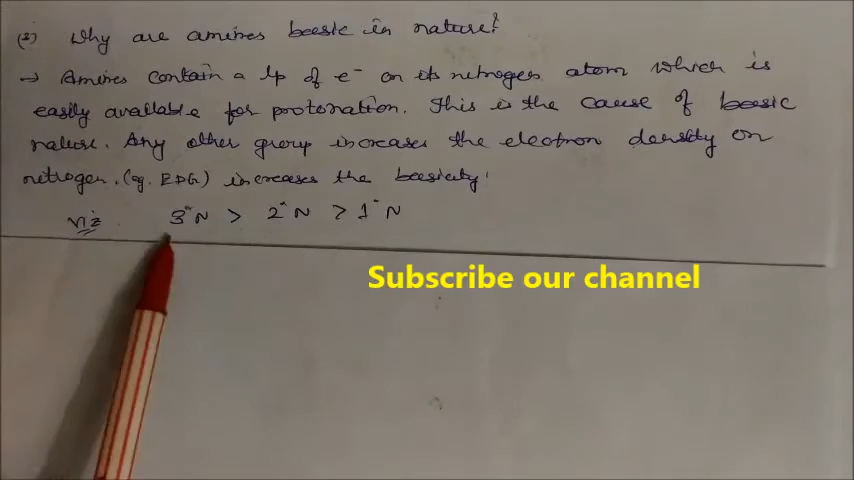 (3) Why are amines basic in nature?
→ Amines contain a lp of e⁻ on its nitrogen atom which is
easily available for protonation. This is the cause of basic
nature. Any other group increases the electron density on
nitrogen. (eg. EDG) increases the basicity.
viz 3° N > 2° N > 1° N
Subscribe our channel